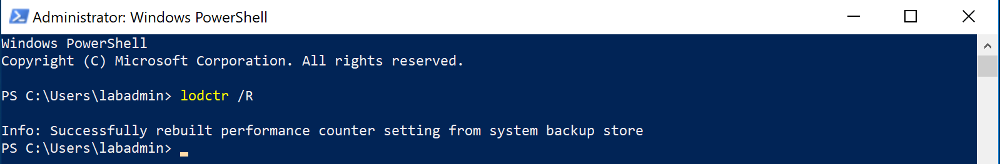 Administrator: Windows PowerShell
Windows PowerShell
Copyright (C) Microsoft Corporation. All rights reserved.
PS C:\Users\labadmin> lodctr /R
Info: Successfully rebuilt performance counter setting from system backup store
PS C:\Users\labadmin>